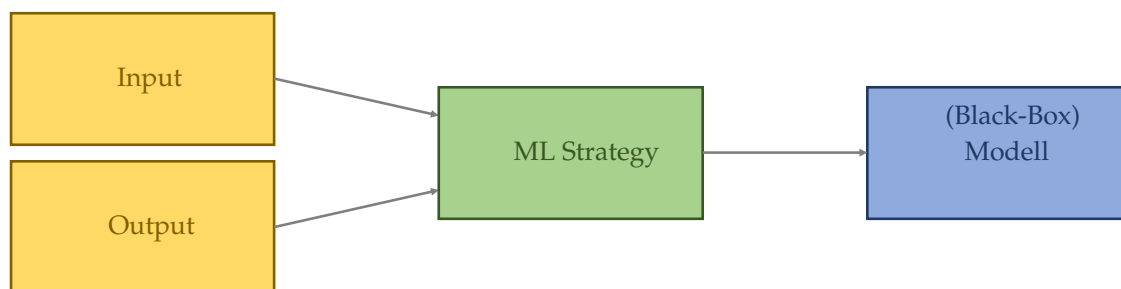 Input
Output
ML Strategy
(Black-Box)
Modell